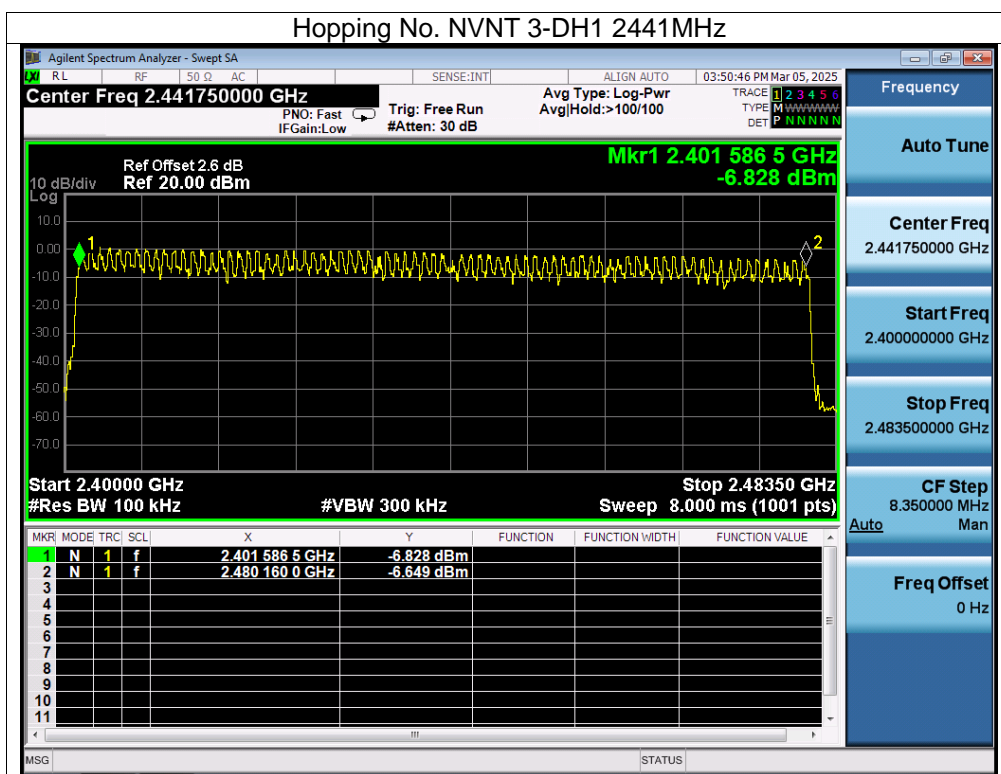 Hopping No. NVNT 3-DH1 2441MHz
Agilent Spectrum Analyzer - Swept SA
LXI RL RF 50 Ω AC SENSE:INT ALIGN AUTO 03:50:46 PM Mar 05, 2025
Center Freq 2.441750000 GHz
PNO: Fast
IFGain:Low
Trig: Free Run
#Atten: 30 dB
Avg Type: Log-Pwr
Avg|Hold:>100/100
TRACE 1 2 3 4 5 6
TYPE M WWWWW
DET P N N N N N
Frequency
Auto Tune
Center Freq
2.441750000 GHz
Start Freq
2.400000000 GHz
Stop Freq
2.483500000 GHz
CF Step
8.350000 MHz
Auto Man
Freq Offset
0 Hz
Mkr1 2.401 586 5 GHz
-6.828 dBm
Ref Offset 2.6 dB
10 dB/div Ref 20.00 dBm
Log
10.0
0.00
-10.0
-20.0
-30.0
-40.0
-50.0
-60.0
-70.0
1
2
Start 2.40000 GHz Stop 2.48350 GHz
#Res BW 100 kHz #VBW 300 kHz Sweep 8.000 ms (1001 pts)
MKR MODE TRC SCL X Y FUNCTION FUNCTION WIDTH FUNCTION VALUE
1 N 1 f 2.401 586 5 GHz -6.828 dBm
2 N 1 f 2.480 160 0 GHz -6.649 dBm
3
4
5
6
7
8
9
10
11
MSG STATUS